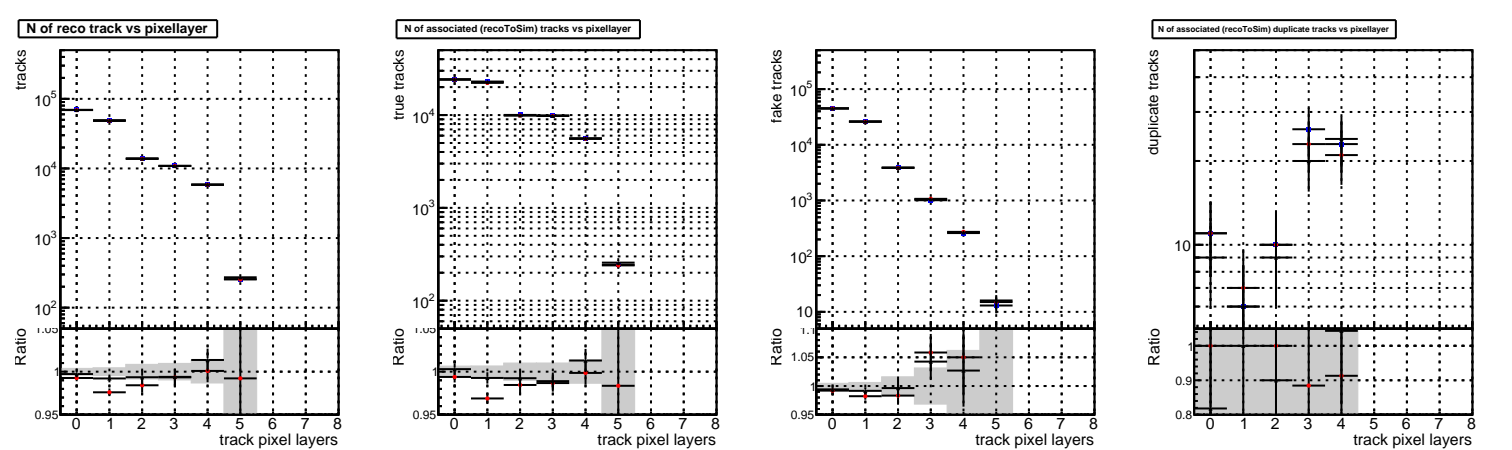 N of reco track vs pixellayer
tracks
10^5
10^4
10^3
10^2
Ratio
1.05
1
0.95
0 1 2 3 4 5 6 7 8
track pixel layers
N of associated (recoToSim) tracks vs pixellayer
true tracks
10^4
10^3
10^2
Ratio
1.05
1
0.95
0 1 2 3 4 5 6 7 8
track pixel layers
fake tracks
10^5
10^4
10^3
10^2
10
Ratio
1.1
1.05
1
0.95
0 1 2 3 4 5 6 7 8
track pixel layers
N of associated (recoToSim) duplicate tracks vs pixellayer
duplicate tracks
10
Ratio
1
0.9
0.8
0 1 2 3 4 5 6 7 8
track pixel layers